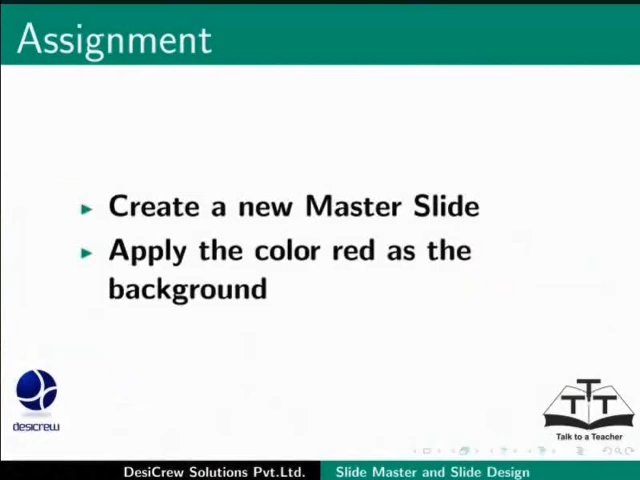 Assignment
Create a new Master Slide
Apply the color red as the
background
desicrew
TTT
Talk to a Teacher
DesiCrew Solutions Pvt.Ltd. Slide Master and Slide Design